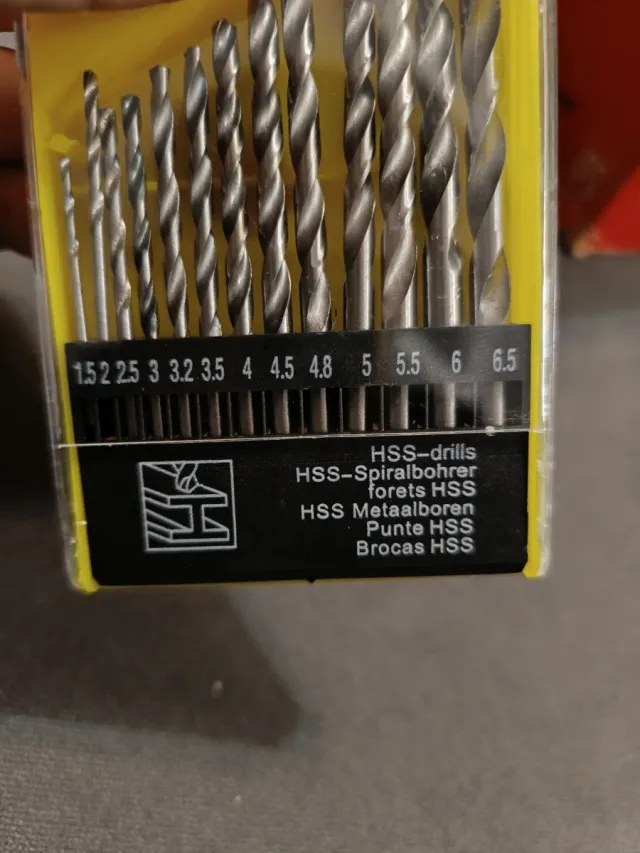 1.5 2 2.5 3 3.2 3.5 4 4.5 4.8 5 5.5 6 6.5
HSS-drills
HSS-Spiralbohrer
forets HSS
HSS Metaalboren
Punte HSS
Brocas HSS